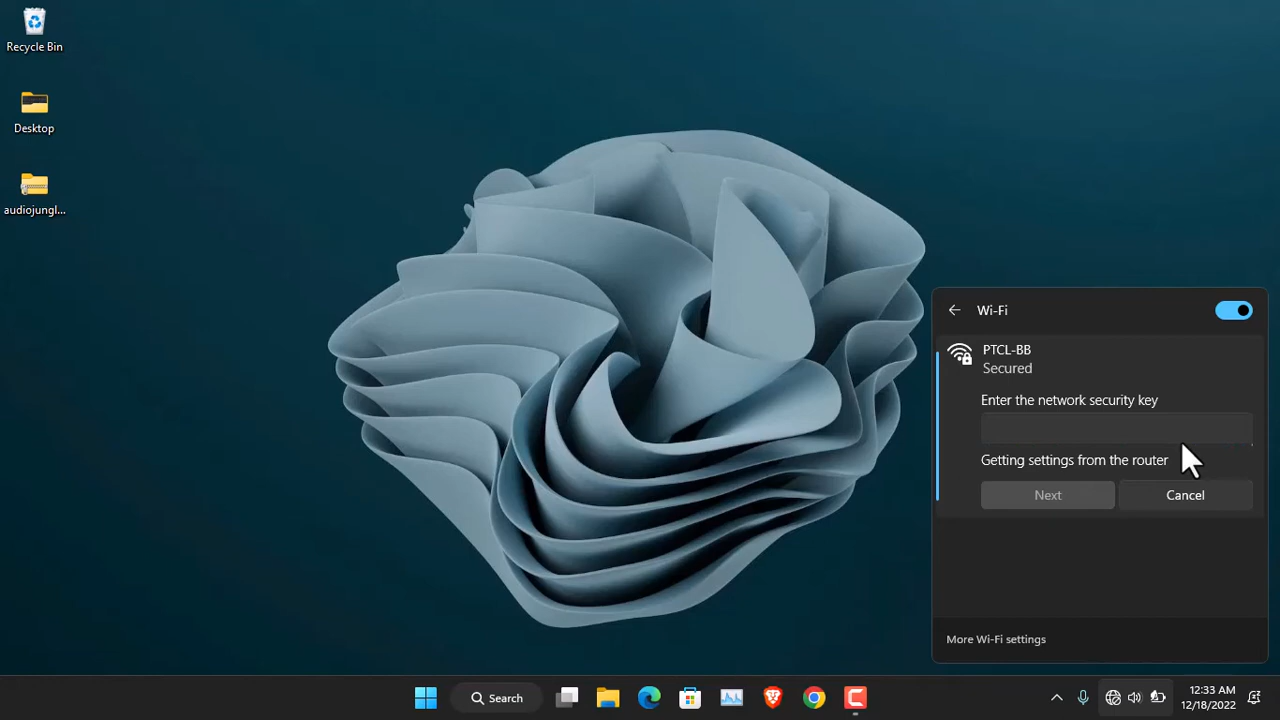 Recycle Bin
Desktop
audiojungl...
Wi-Fi
PTCL-BB
Secured
Enter the network security key
Getting settings from the router
Next
Cancel
More Wi-Fi settings
Search
12:33 AM
12/18/2022